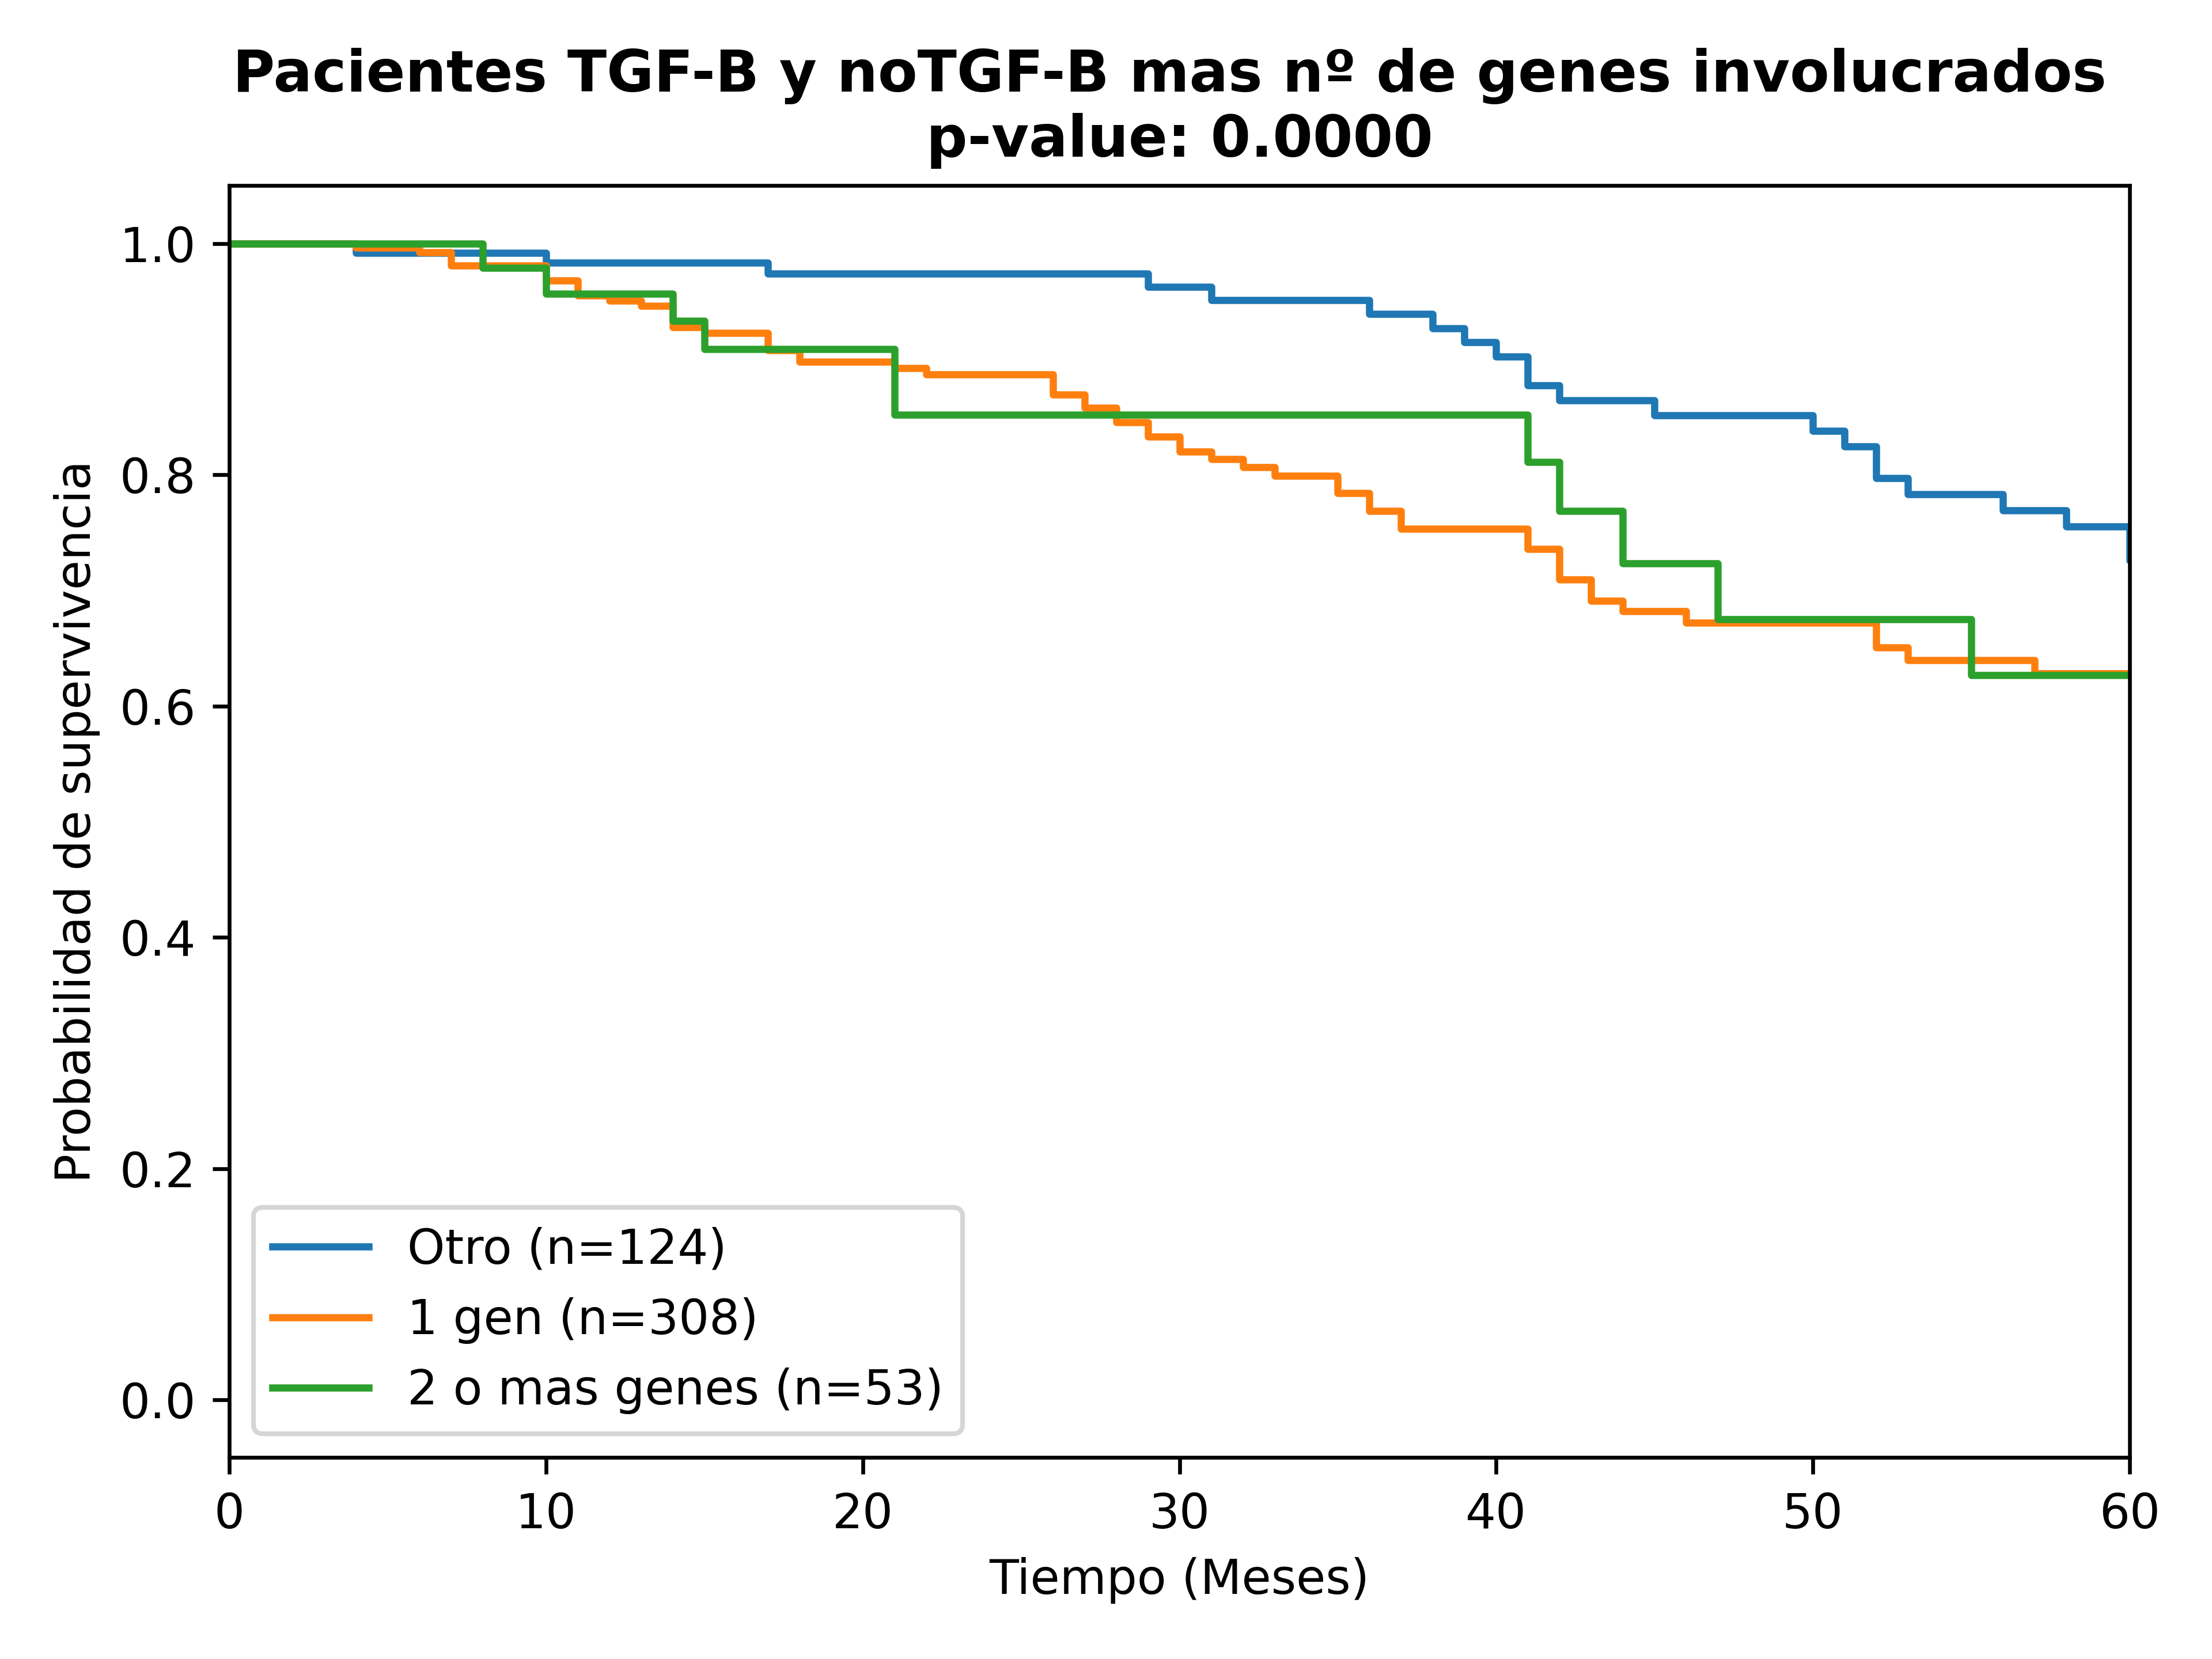 Pacientes TGF-B y noTGF-B mas nº de genes involucrados
p-value: 0.0000
Probabilidad de supervivencia
1.0
0.8
0.6
0.4
0.2
0.0
Otro (n=124)
1 gen (n=308)
2 o mas genes (n=53)
0 10 20 30 40 50 60
Tiempo (Meses)